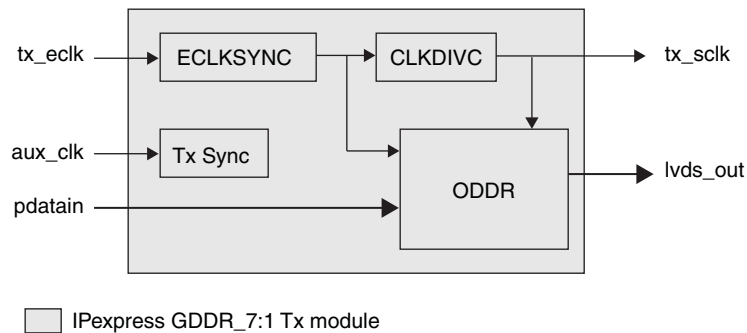 tx_eclk
ECLKSYNC
CLKDIVC
tx_sclk
aux_clk
Tx Sync
lvds_out
pdatain
ODDR
IPexpress GDDR_7:1 Tx module